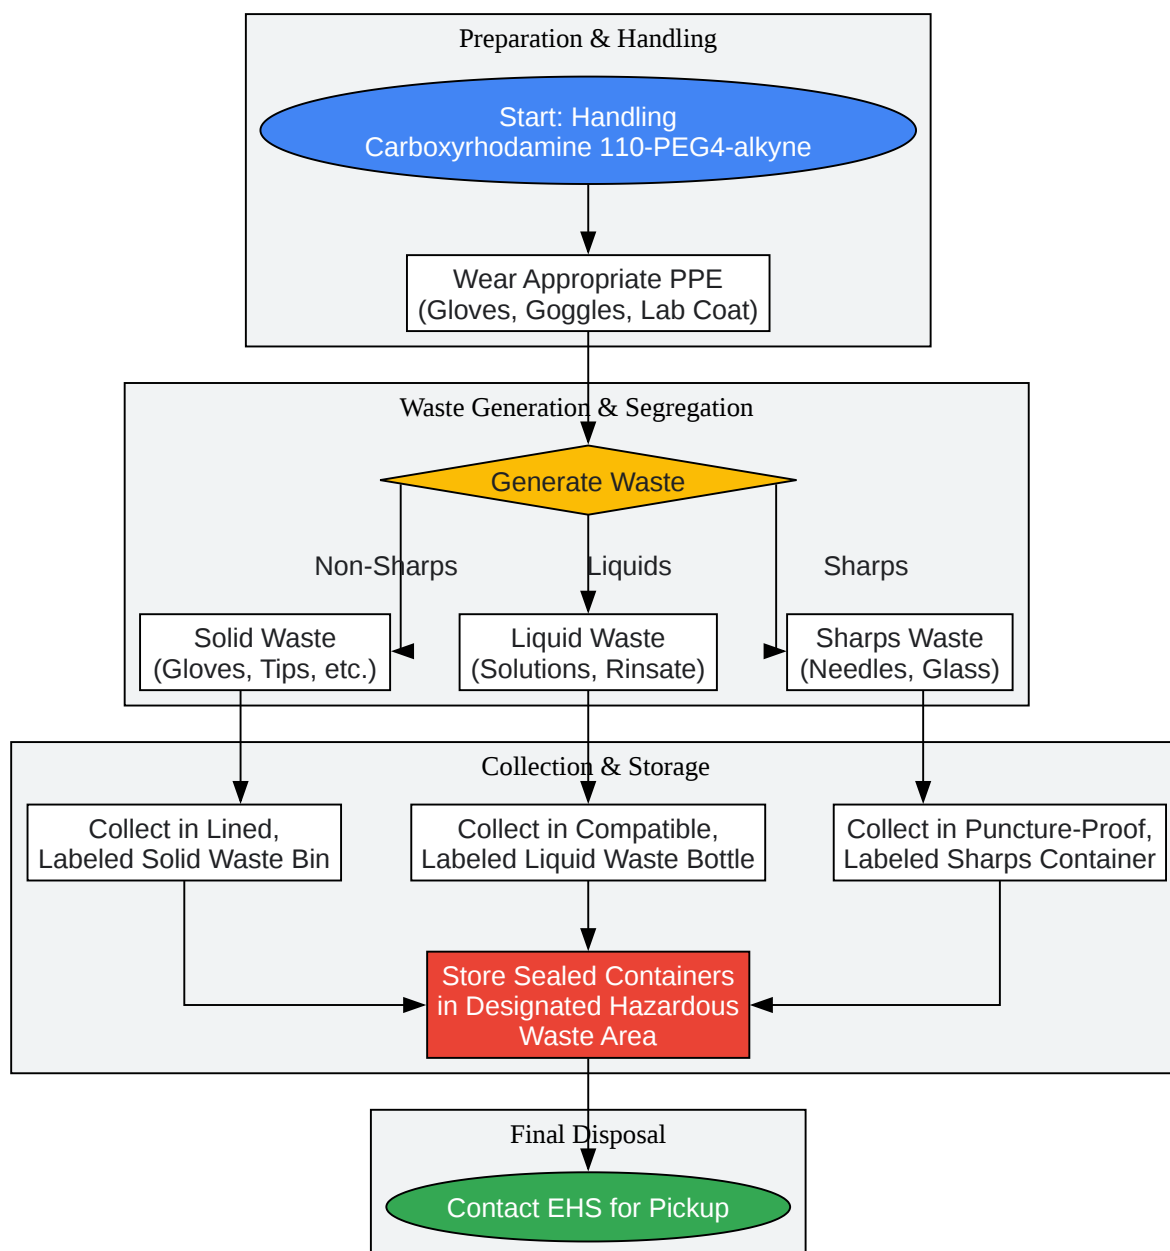 Preparation & Handling
Start: Handling
Carboxyrhodamine 110-PEG4-alkyne
Wear Appropriate PPE
(Gloves, Goggles, Lab Coat)
Waste Generation & Segregation
Generate Waste
Non-Sharps
Liquids
Sharps
Solid Waste
(Gloves, Tips, etc.)
Liquid Waste
(Solutions, Rinsate)
Sharps Waste
(Needles, Glass)
Collection & Storage
Collect in Lined,
Labeled Solid Waste Bin
Collect in Compatible,
Labeled Liquid Waste Bottle
Collect in Puncture-Proof,
Labeled Sharps Container
Store Sealed Containers
in Designated Hazardous
Waste Area
Final Disposal
Contact EHS for Pickup